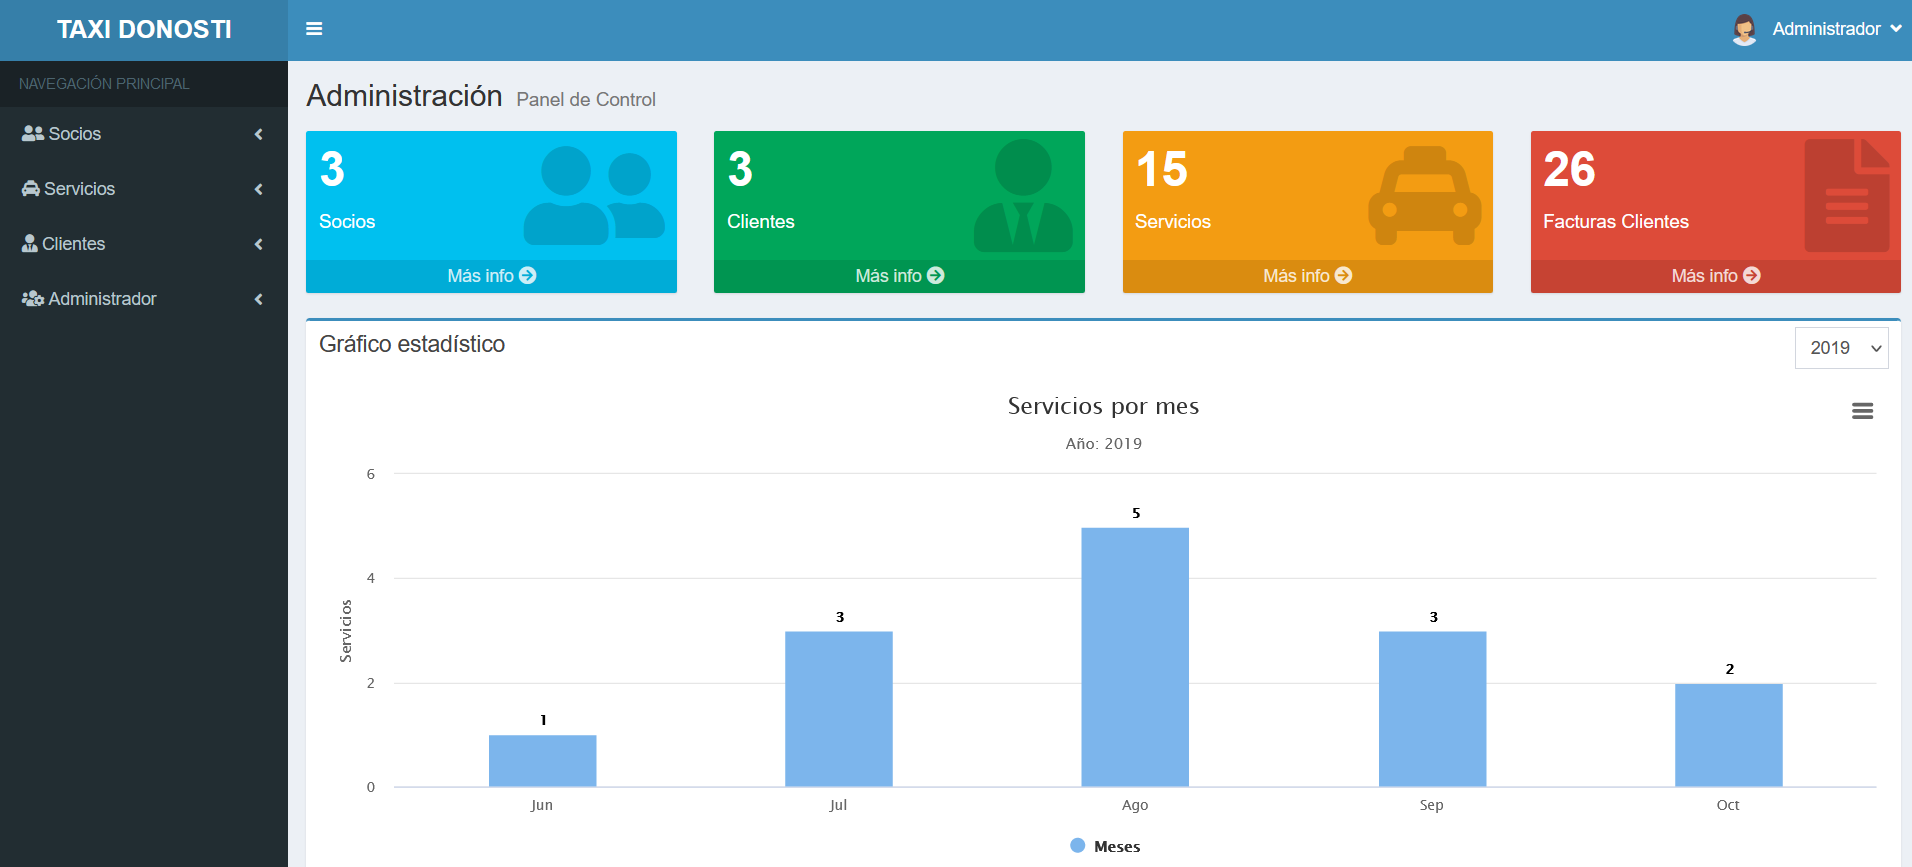 TAXI DONOSTI
Administrador
NAVEGACIÓN PRINCIPAL
Socios
Servicios
Clientes
Administrador
Administración Panel de Control
3
Socios
Más info
3
Clientes
Más info
15
Servicios
Más info
26
Facturas Clientes
Más info
Gráfico estadístico
2019
Servicios por mes
Año: 2019
Servicios
6
4
2
0
1
3
5
3
2
Jun
Jul
Ago
Sep
Oct
Meses